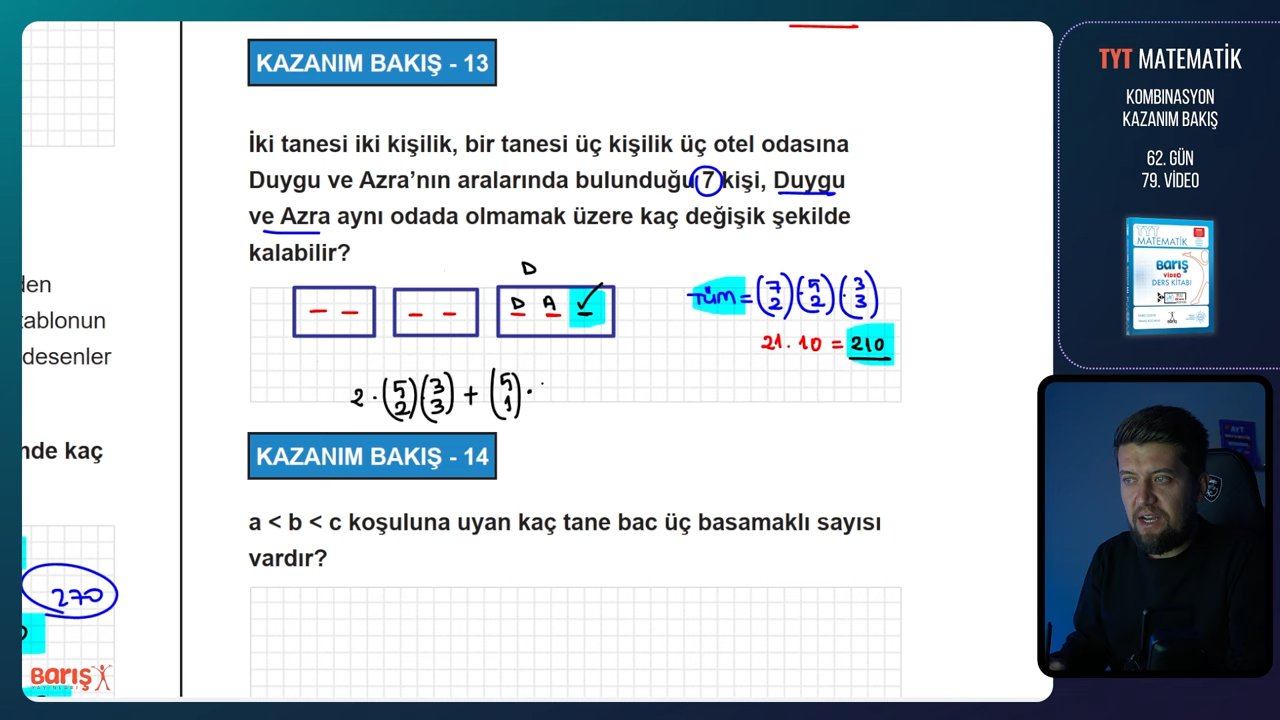 KAZANIM BAKIŞ - 13
İki tanesi iki kişilik, bir tanesi üç kişilik üç otel odasına
Duygu ve Azra’nın aralarında bulunduğu 7 kişi, Duygu
ve Azra aynı odada olmamak üzere kaç değişik şekilde
kalabilir?
D
D A ✓
TÜM = (7 2) (5 2) (3 3)
21 . 10 = 210
2 . (5 2) (3 3) + (5 1) .
KAZANIM BAKIŞ - 14
a < b < c koşuluna uyan kaç tane bac üç basamaklı sayısı
vardır?
tablonun
desenler
kaç
270
BARIŞ
TYT MATEMATİK
KOMBINASYON
KAZANIM BAKIŞ
62. GÜN
79. VİDEO
TYT
MATEMATİK
BARIŞ
VİDEO
DERS KİTABI